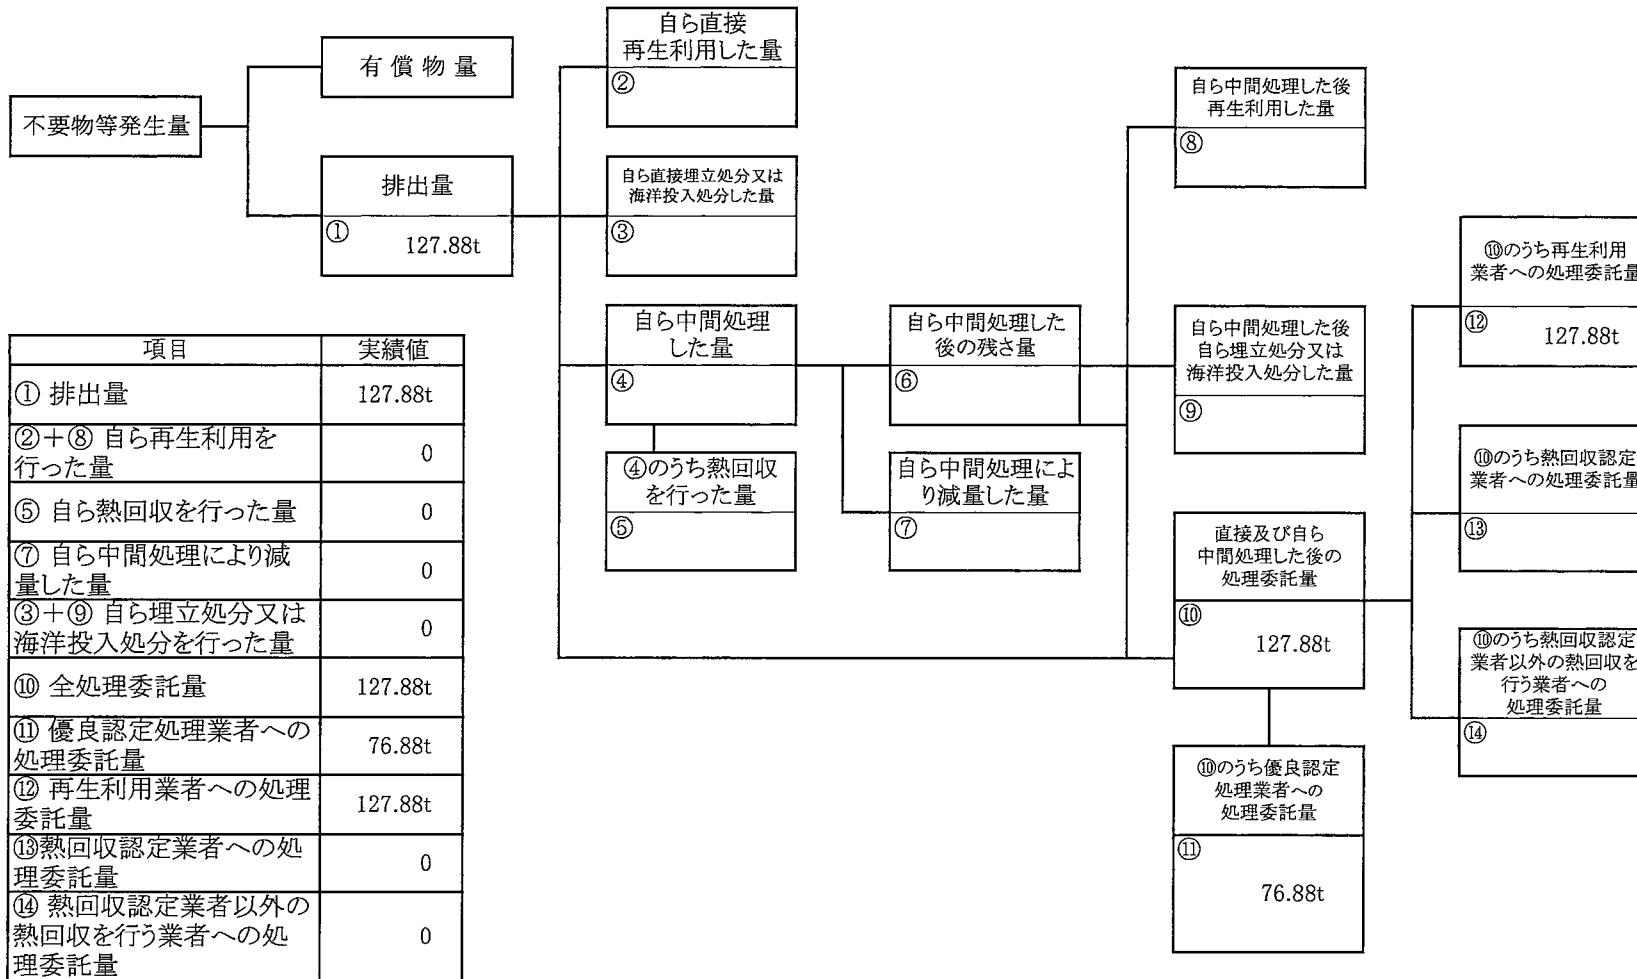 不要物等発生量
有償物量
排出量
①
127.88t
自ら直接
再生利用した量
②
自ら直接埋立処分又は
海洋投入処分した量
③
自ら中間処理
した量
④
④のうち熱回収
を行った量
⑤
自ら中間処理した
後の残さ量
⑥
自ら中間処理によ
り減量した量
⑦
自ら中間処理した後
再生利用した量
⑧
自ら中間処理した後
自ら埋立処分又は
海洋投入処分した量
⑨
直接及び自ら
中間処理した後の
処理委託量
⑩
127.88t
⑩のうち優良認定
処理業者への
処理委託量
⑪
76.88t
⑩のうち再生利用
業者への処理委託量
⑫
127.88t
⑩のうち熱回収認定
業者への処理委託量
⑬
⑩のうち熱回収認定
業者以外の熱回収を
行う業者への
処理委託量
⑭
項目 実績値
① 排出量 127.88t
②+⑧ 自ら再生利用を
行った量 0
⑤ 自ら熱回収を行った量 0
⑦ 自ら中間処理により減
量した量 0
③+⑨ 自ら埋立処分又は
海洋投入処分を行った量 0
⑩ 全処理委託量 127.88t
⑪ 優良認定処理業者への
処理委託量 76.88t
⑫ 再生利用業者への処理
委託量 127.88t
⑬熱回収認定業者への処
理委託量 0
⑭ 熱回収認定業者以外の
熱回収を行う業者への処
理委託量 0